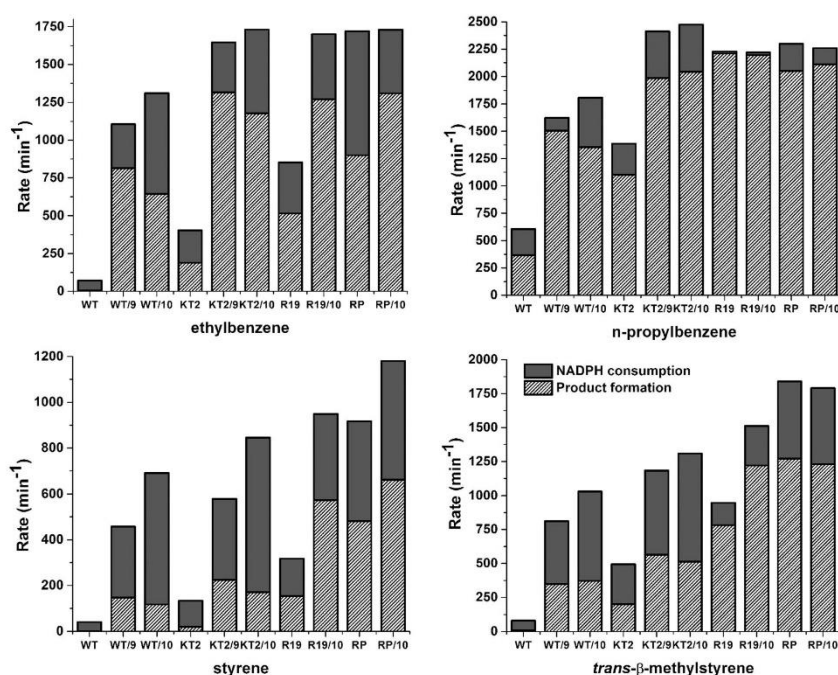 1750
1500
1250
1000
750
500
250
0
Rate (min⁻¹)
WT WT/9 WT/10 KT2 KT2/9 KT2/10 R19 R19/10 RP RP/10
ethylbenzene
2500
2250
2000
1750
1500
1250
1000
750
500
250
0
Rate (min⁻¹)
WT WT/9 WT/10 KT2 KT2/9 KT2/10 R19 R19/10 RP RP/10
n-propylbenzene
1200
1000
800
600
400
200
0
Rate (min⁻¹)
WT WT/9 WT/10 KT2 KT2/9 KT2/10 R19 R19/10 RP RP/10
styrene
2000
1750
1500
1250
1000
750
500
250
0
Rate (min⁻¹)
NADPH consumption
Product formation
WT WT/9 WT/10 KT2 KT2/9 KT2/10 R19 R19/10 RP RP/10
trans-β-methylstyrene